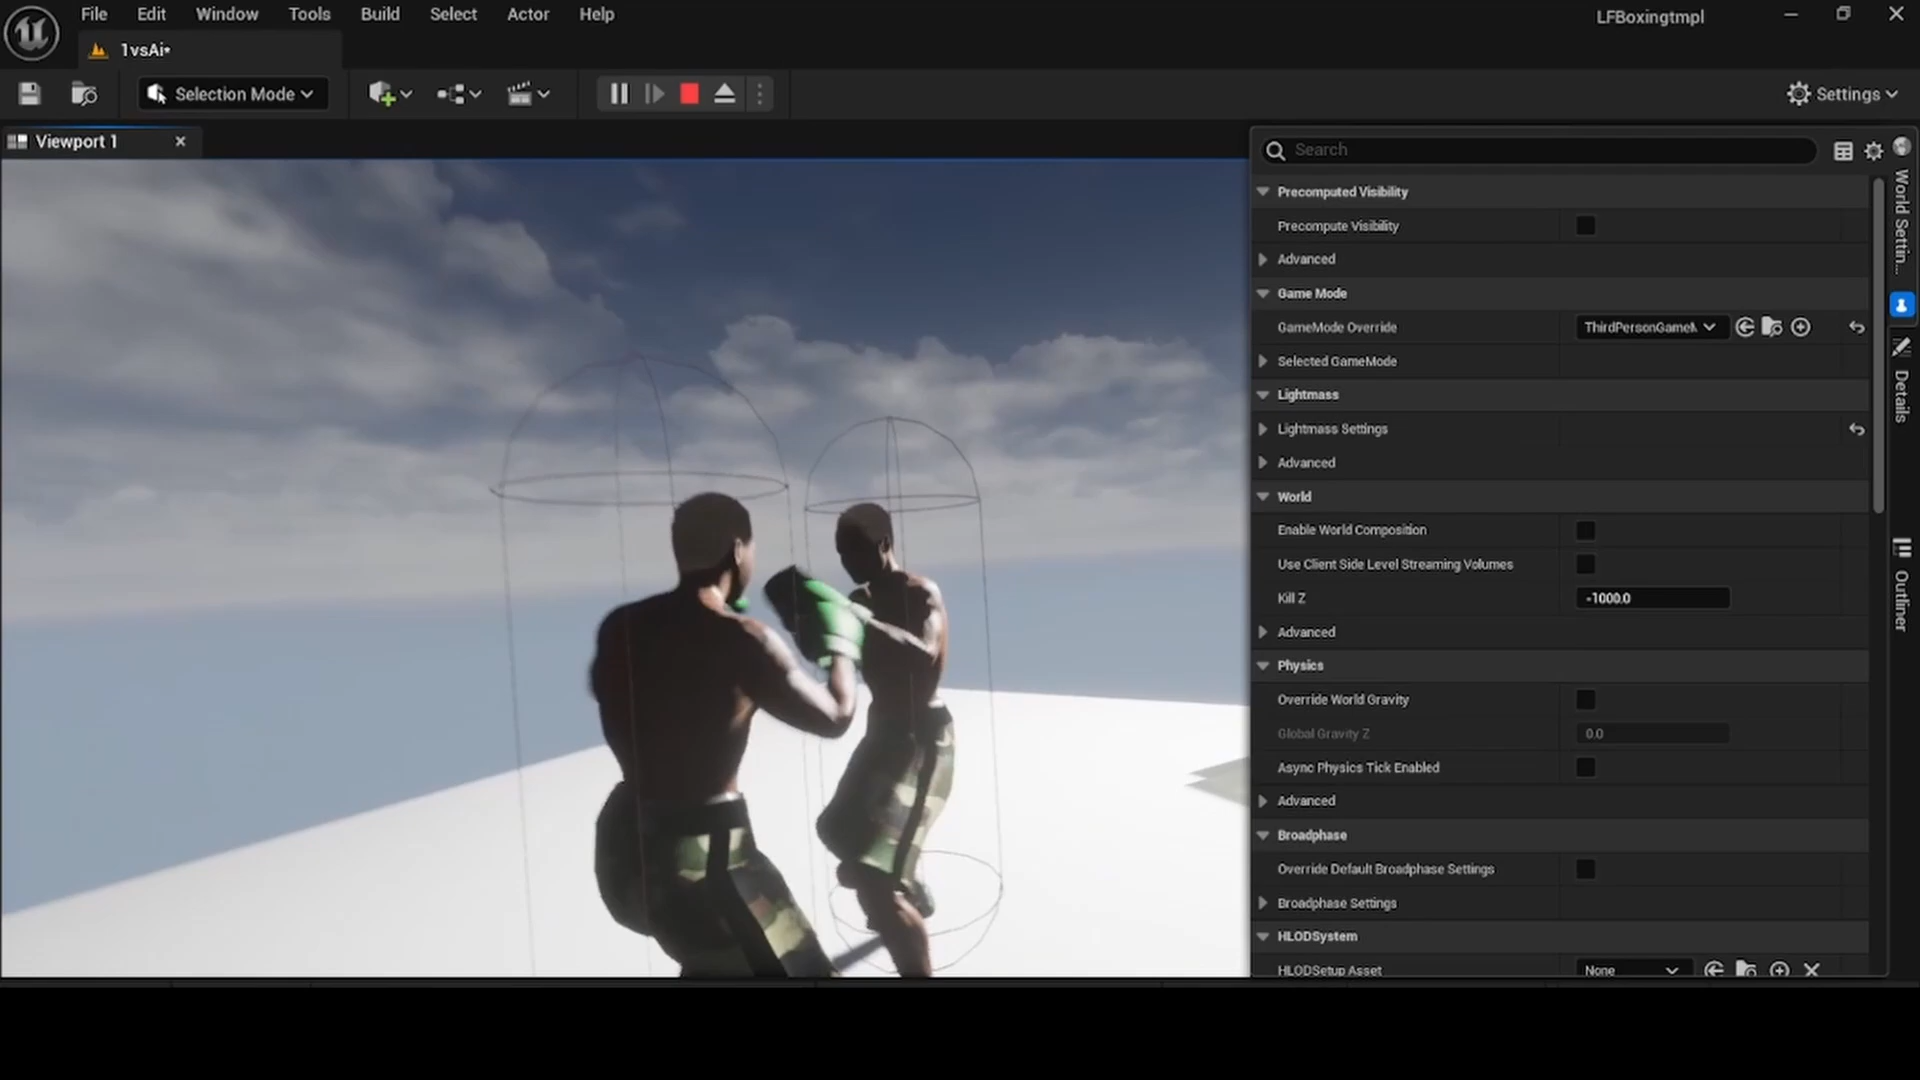 File Edit Window Tools Build Select Actor Help
LFBoxingtmpl
1vsAi•
Selection Mode
Settings
Viewport 1
Search
World Settin...
Details
Outliner
Precomputed Visibility
Precompute Visibility
Advanced
Game Mode
GameMode Override ThirdPersonGameM
Selected GameMode
Lightmass
Lightmass Settings
Advanced
World
Enable World Composition
Use Client Side Level Streaming Volumes
Kill Z -1000.0
Advanced
Physics
Override World Gravity
Global Gravity Z 0.0
Async Physics Tick Enabled
Advanced
Broadphase
Override Default Broadphase Settings
Broadphase Settings
HLODSystem
HLODSetup Asset None